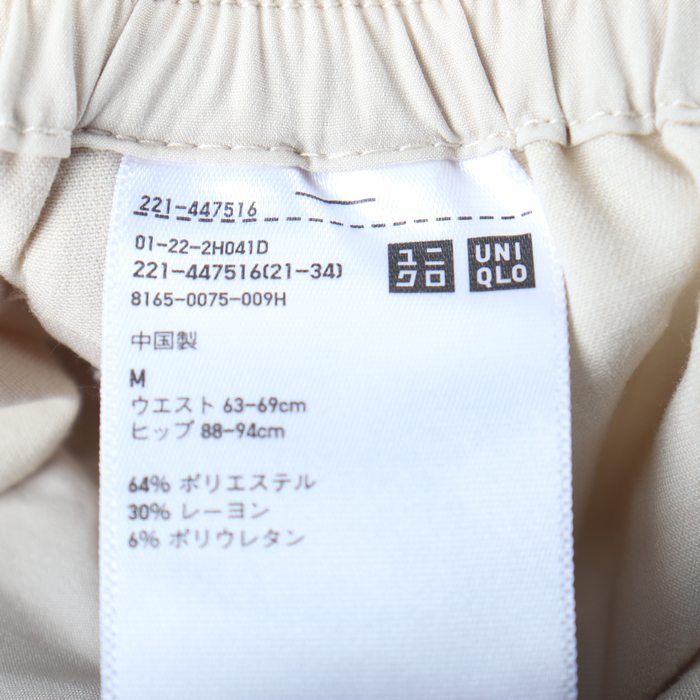 221-447516
01-22-2H041D
221-447516(21-34)
8165-0075-009H
ユニ
クロ
UNI
QLO
中国製
M
ウエスト 63-69cm
ヒップ 88-94cm
64% ポリエステル
30% レーヨン
6% ポリウレタン